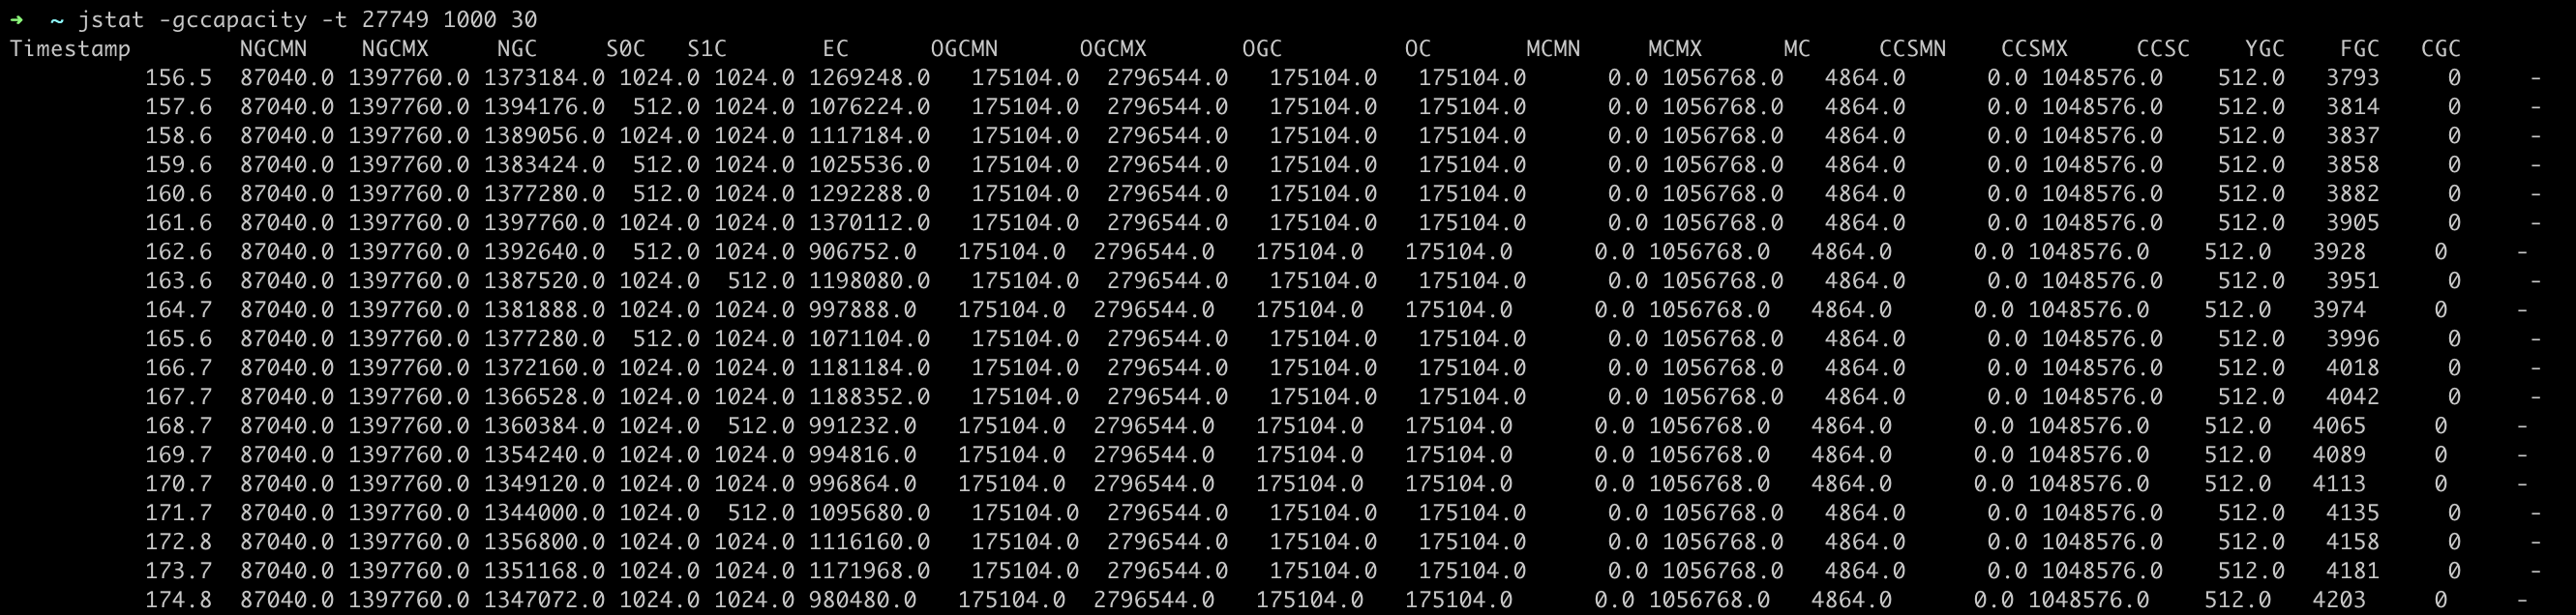 ➜  ~ jstat -gccapacity -t 27749 1000 30
Timestamp        NGCMN    NGCMX     NGC     S0C   S1C       EC      OGCMN      OGCMX       OGC         OC       MCMN     MCMX      MC     CCSMN    CCSMX     CCSC    YGC    FGC   CGC
          156.5  87040.0 1397760.0 1373184.0 1024.0 1024.0 1269248.0   175104.0  2796544.0   175104.0   175104.0      0.0 1056768.0   4864.0      0.0 1048576.0    512.0   3793     0     -
          157.6  87040.0 1397760.0 1394176.0  512.0 1024.0 1076224.0   175104.0  2796544.0   175104.0   175104.0      0.0 1056768.0   4864.0      0.0 1048576.0    512.0   3814     0     -
          158.6  87040.0 1397760.0 1389056.0 1024.0 1024.0 1117184.0   175104.0  2796544.0   175104.0   175104.0      0.0 1056768.0   4864.0      0.0 1048576.0    512.0   3837     0     -
          159.6  87040.0 1397760.0 1383424.0  512.0 1024.0 1025536.0   175104.0  2796544.0   175104.0   175104.0      0.0 1056768.0   4864.0      0.0 1048576.0    512.0   3858     0     -
          160.6  87040.0 1397760.0 1377280.0  512.0 1024.0 1292288.0   175104.0  2796544.0   175104.0   175104.0      0.0 1056768.0   4864.0      0.0 1048576.0    512.0   3882     0     -
          161.6  87040.0 1397760.0 1397760.0 1024.0 1024.0 1370112.0   175104.0  2796544.0   175104.0   175104.0      0.0 1056768.0   4864.0      0.0 1048576.0    512.0   3905     0     -
          162.6  87040.0 1397760.0 1392640.0  512.0 1024.0 906752.0   175104.0  2796544.0   175104.0   175104.0      0.0 1056768.0   4864.0      0.0 1048576.0    512.0   3928     0     -
          163.6  87040.0 1397760.0 1387520.0 1024.0  512.0 1198080.0   175104.0  2796544.0   175104.0   175104.0      0.0 1056768.0   4864.0      0.0 1048576.0    512.0   3951     0     -
          164.7  87040.0 1397760.0 1381888.0 1024.0 1024.0 997888.0   175104.0  2796544.0   175104.0   175104.0      0.0 1056768.0   4864.0      0.0 1048576.0    512.0   3974     0     -
          165.6  87040.0 1397760.0 1377280.0  512.0 1024.0 1071104.0   175104.0  2796544.0   175104.0   175104.0      0.0 1056768.0   4864.0      0.0 1048576.0    512.0   3996     0     -
          166.7  87040.0 1397760.0 1372160.0 1024.0 1024.0 1181184.0   175104.0  2796544.0   175104.0   175104.0      0.0 1056768.0   4864.0      0.0 1048576.0    512.0   4018     0     -
          167.7  87040.0 1397760.0 1366528.0 1024.0 1024.0 1188352.0   175104.0  2796544.0   175104.0   175104.0      0.0 1056768.0   4864.0      0.0 1048576.0    512.0   4042     0     -
          168.7  87040.0 1397760.0 1360384.0 1024.0  512.0 991232.0   175104.0  2796544.0   175104.0   175104.0      0.0 1056768.0   4864.0      0.0 1048576.0    512.0   4065     0     -
          169.7  87040.0 1397760.0 1354240.0 1024.0 1024.0 994816.0   175104.0  2796544.0   175104.0   175104.0      0.0 1056768.0   4864.0      0.0 1048576.0    512.0   4089     0     -
          170.7  87040.0 1397760.0 1349120.0 1024.0 1024.0 996864.0   175104.0  2796544.0   175104.0   175104.0      0.0 1056768.0   4864.0      0.0 1048576.0    512.0   4113     0     -
          171.7  87040.0 1397760.0 1344000.0 1024.0  512.0 1095680.0   175104.0  2796544.0   175104.0   175104.0      0.0 1056768.0   4864.0      0.0 1048576.0    512.0   4135     0     -
          172.8  87040.0 1397760.0 1356800.0 1024.0 1024.0 1116160.0   175104.0  2796544.0   175104.0   175104.0      0.0 1056768.0   4864.0      0.0 1048576.0    512.0   4158     0     -
          173.7  87040.0 1397760.0 1351168.0 1024.0 1024.0 1171968.0   175104.0  2796544.0   175104.0   175104.0      0.0 1056768.0   4864.0      0.0 1048576.0    512.0   4181     0     -
          174.8  87040.0 1397760.0 1347072.0 1024.0 1024.0 980480.0   175104.0  2796544.0   175104.0   175104.0      0.0 1056768.0   4864.0      0.0 1048576.0    512.0   4203     0     -